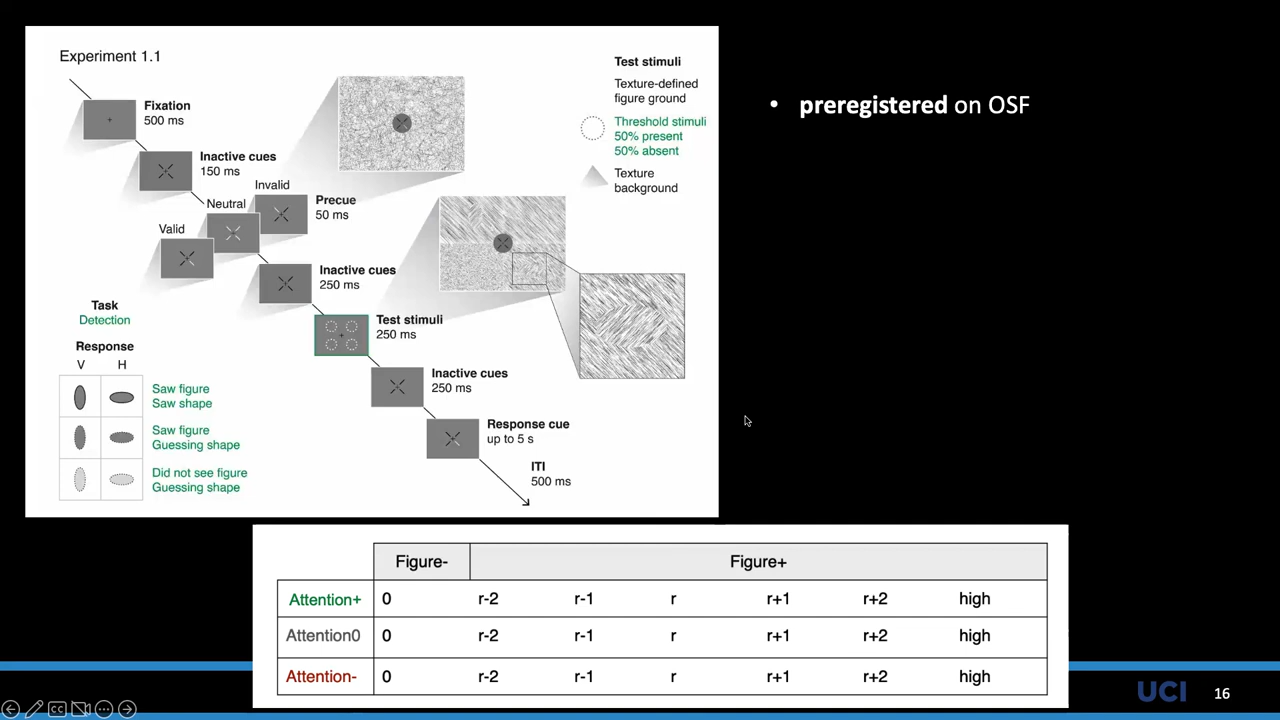 Experiment 1.1
Fixation
500 ms
Inactive cues
150 ms
Invalid
Neutral
Valid
Precue
50 ms
Inactive cues
250 ms
Test stimuli
250 ms
Inactive cues
250 ms
Response cue
up to 5 s
ITI
500 ms
Task
Detection
Response
V H
Saw figure
Saw shape
Saw figure
Guessing shape
Did not see figure
Guessing shape
Test stimuli
Texture-defined
figure ground
Threshold stimuli
50% present
50% absent
Texture
background
• preregistered on OSF
Figure- Figure+
Attention+ 0 r-2 r-1 r r+1 r+2 high
Attention0 0 r-2 r-1 r r+1 r+2 high
Attention- 0 r-2 r-1 r r+1 r+2 high
CC
UCI 16